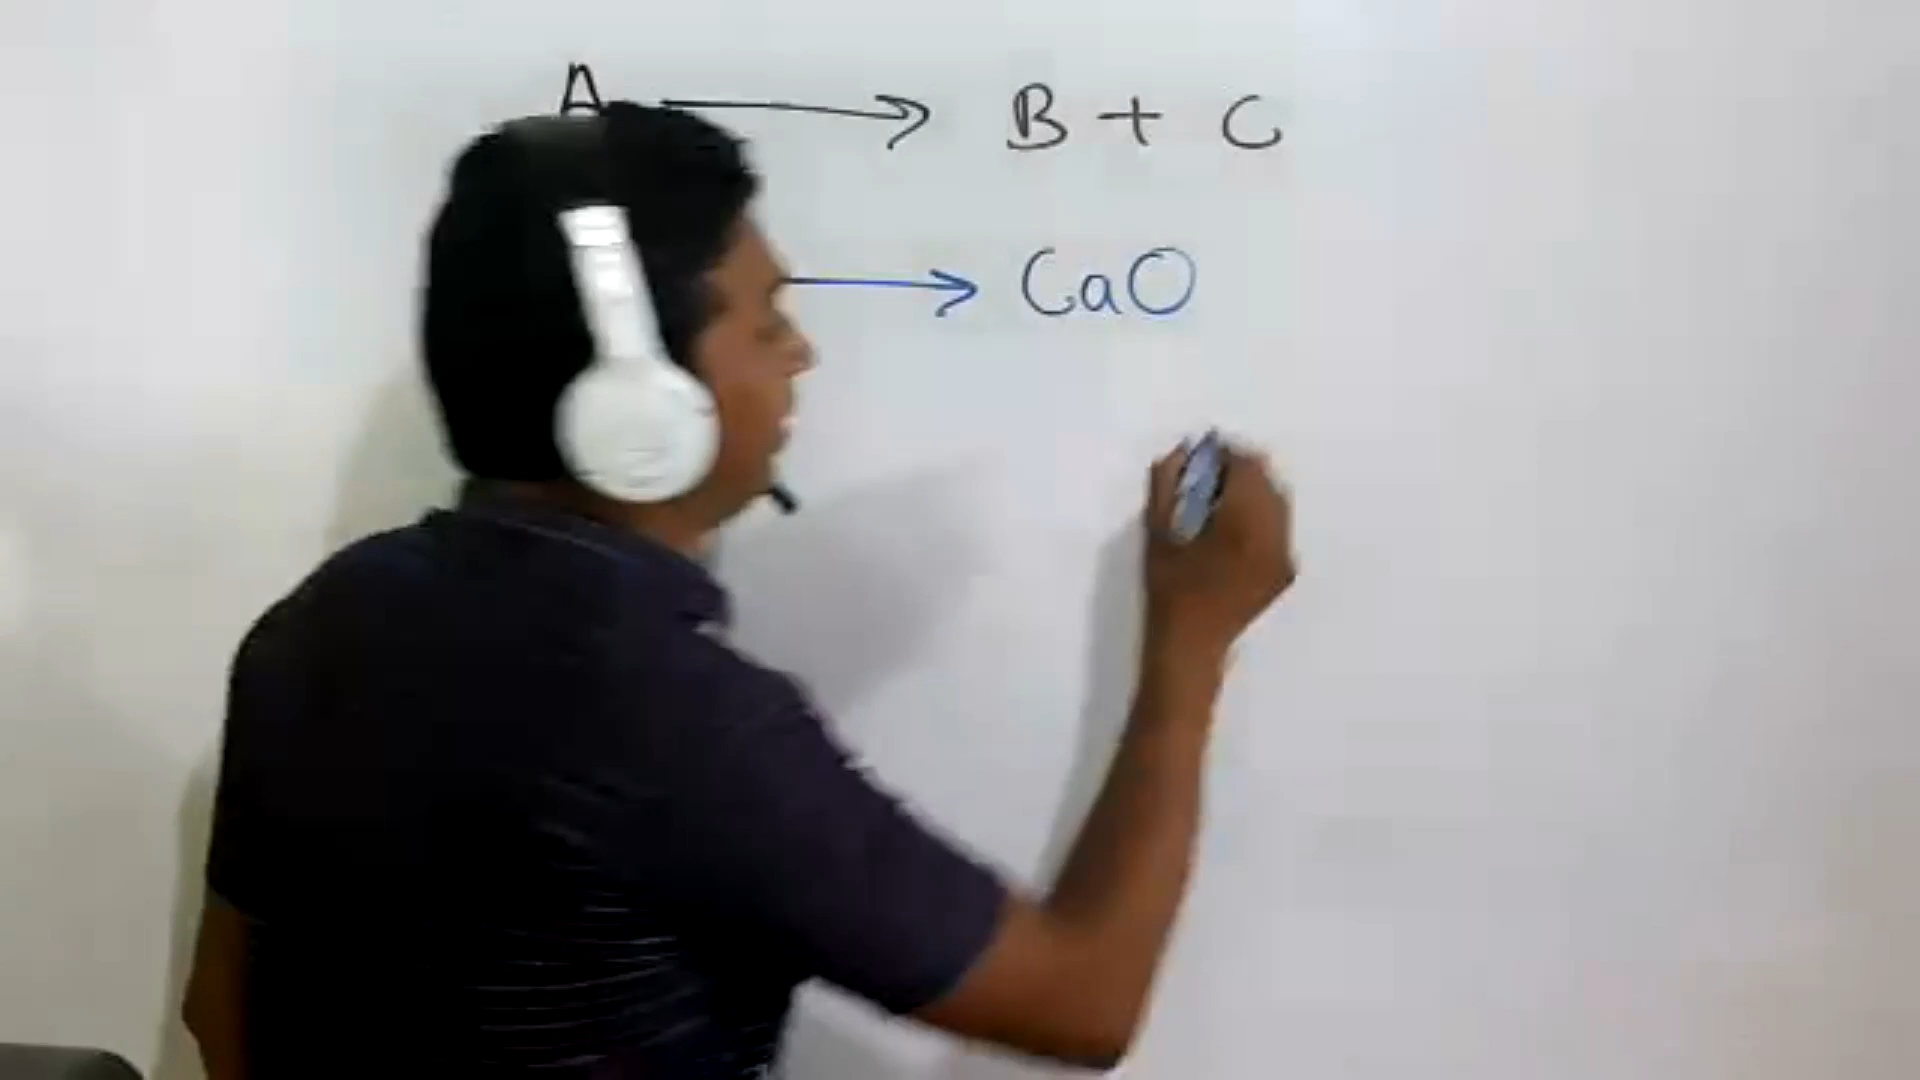 A → B + C
→ CaO